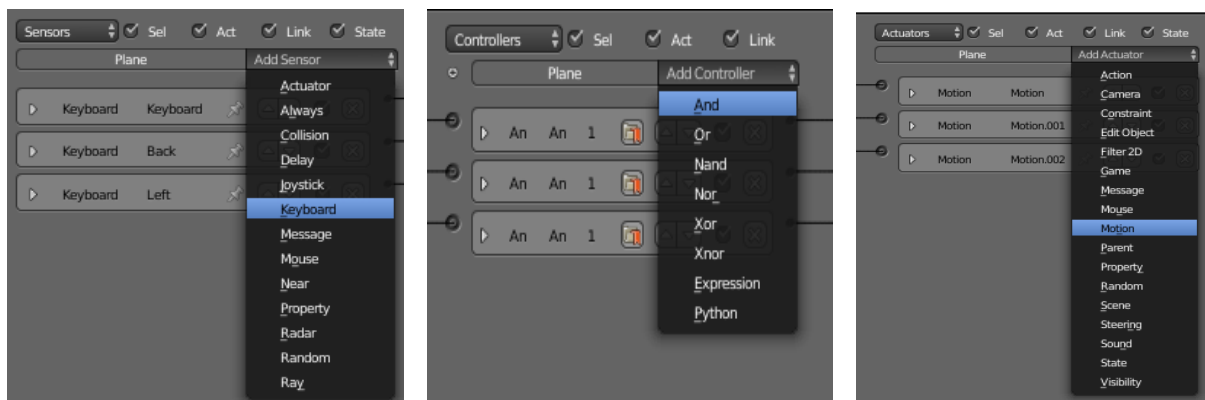 Sensors Sel Act Link State
Plane Add Sensor
Actuator
Always
Keyboard Keyboard
Collision
Keyboard Back
Delay
Joystick
Keyboard Left
Keyboard
Message
Mouse
Near
Property
Radar
Random
Ray
Controllers Sel Act Link
Plane Add Controller
And
An An 1
Or
Nand
An An 1
Nor
Xor
An An 1
Xnor
Expression
Python
Actuators Sel Act Link State
Plane Add Actuator
Action
Motion Motion
Camera
Constraint
Motion Motion.001
Edit Object
Filter 2D
Motion Motion.002
Game
Message
Mouse
Motion
Parent
Property
Random
Scene
Steering
Sound
State
Visibility